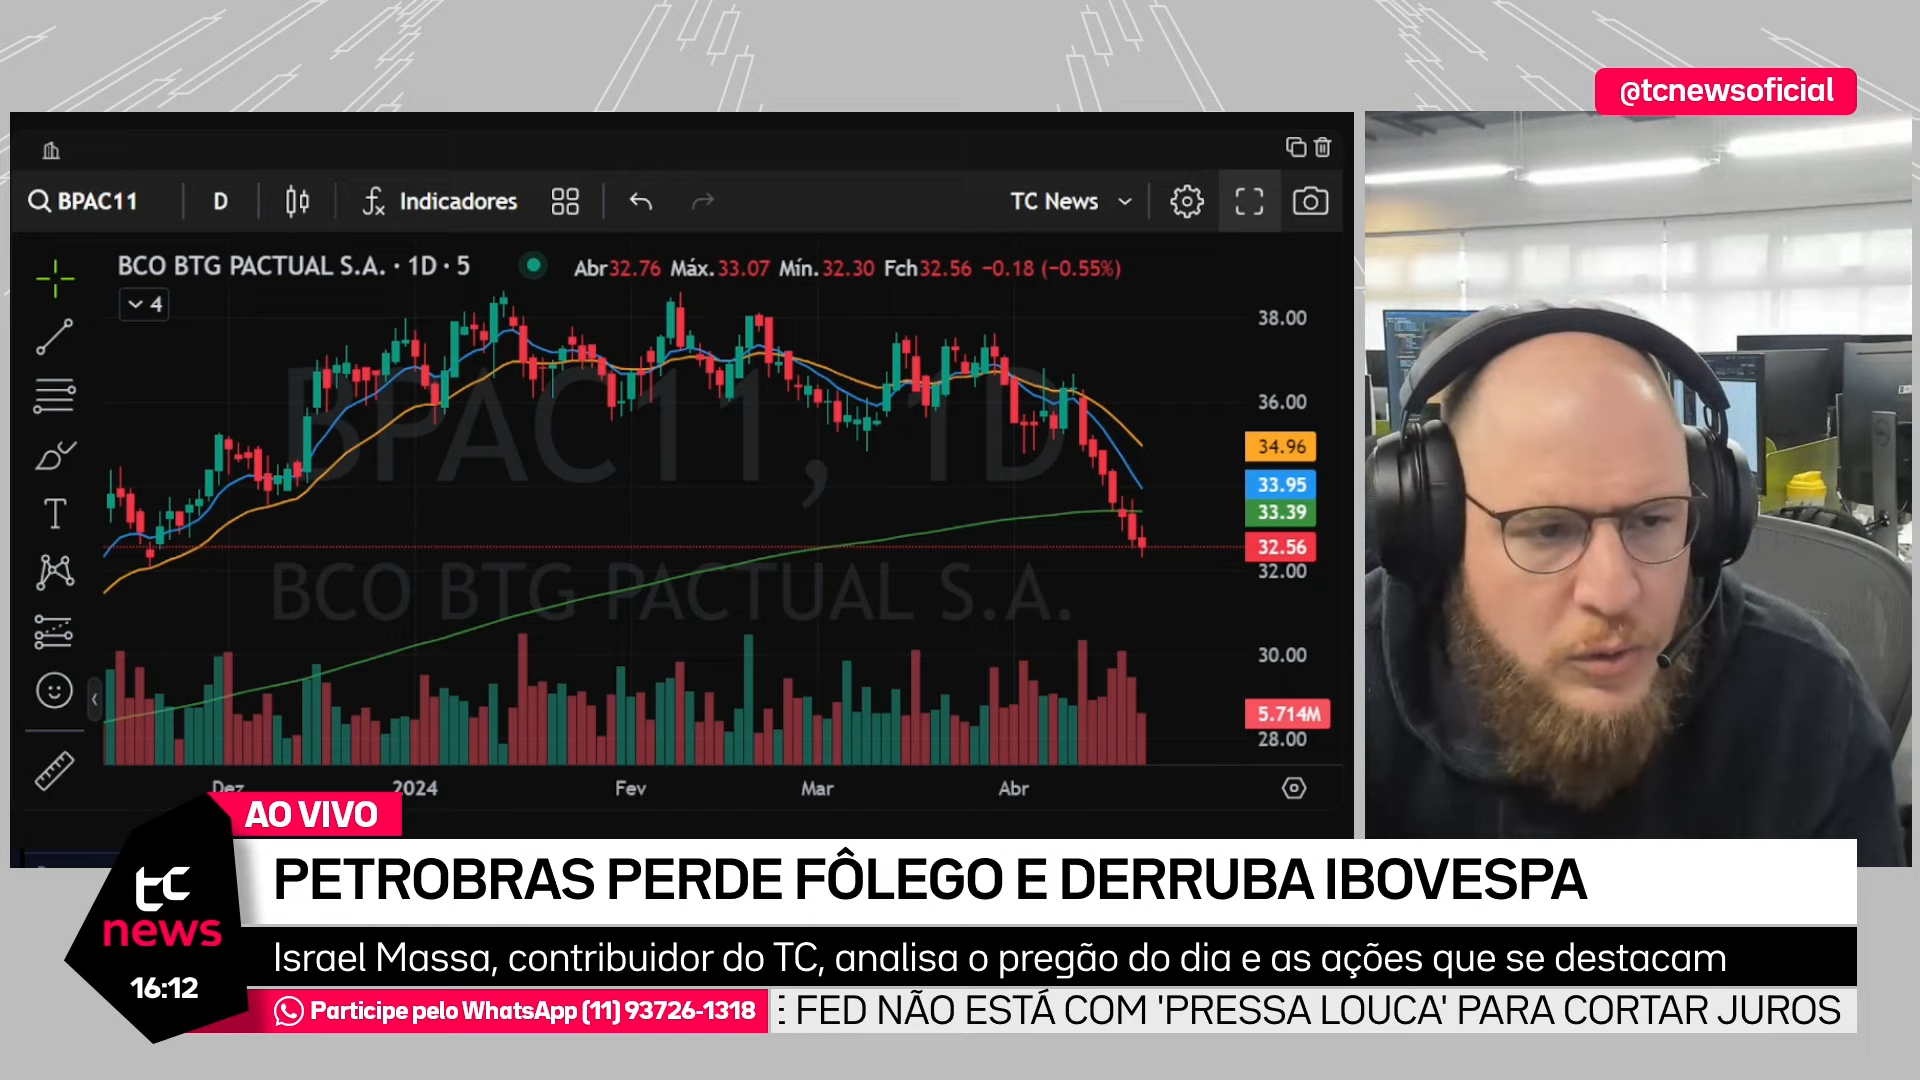 @tcnewsoficial
BPAC11 D Indicadores TC News
BCO BTG PACTUAL S.A. · 1D · 5 Abr32.76 Máx.33.07 Mín.32.30 Fch32.56 −0.18 (−0.55%)
4
38.00
36.00
34.96
33.95
33.39
32.56
32.00
30.00
5.714M
28.00
BPAC11, 1D
BCO BTG PACTUAL S.A.
Dez 2024 Fev Mar Abr
AO VIVO
PETROBRAS PERDE FÔLEGO E DERRUBA IBOVESPA
Israel Massa, contribuidor do TC, analisa o pregão do dia e as ações que se destacam
tc
news
16:12
Participe pelo WhatsApp (11) 93726-1318
FED NÃO ESTÁ COM 'PRESSA LOUCA' PARA CORTAR JUROS